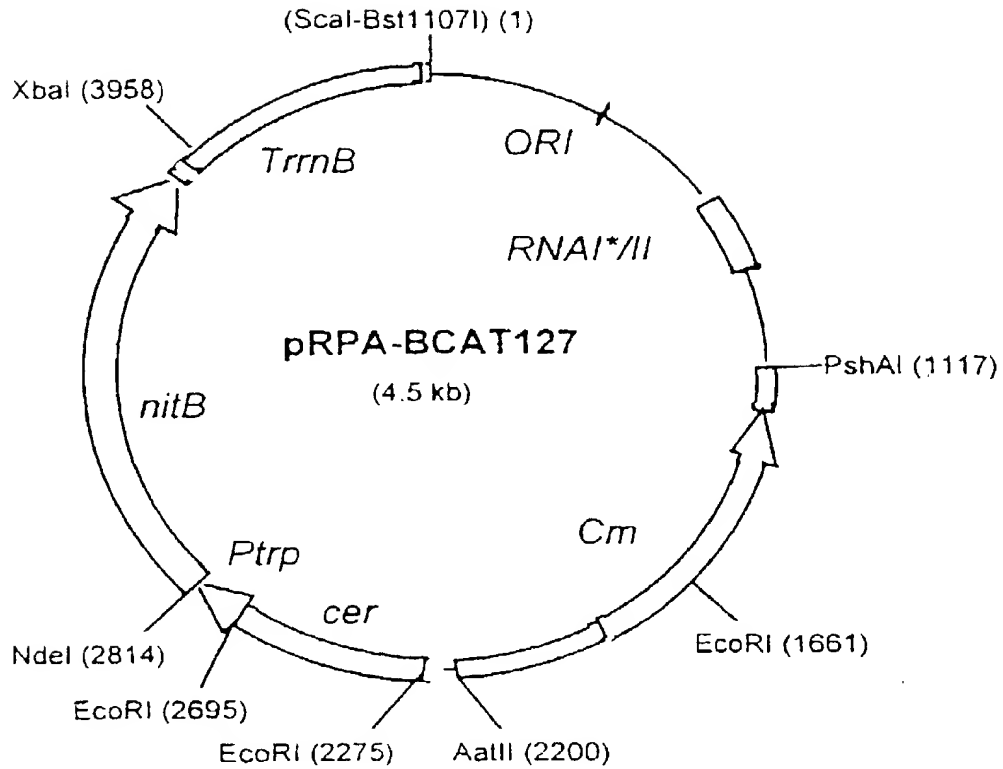 (ScaI-Bst1107I) (1)
XbaI (3958)
TrrnB
ORI
RNAI*/II
pRPA-BCAT127
(4.5 kb)
PshAI (1117)
nitB
Cm
Ptrp
cer
NdeI (2814)
EcoRI (1661)
EcoRI (2695)
EcoRI (2275)
AatII (2200)